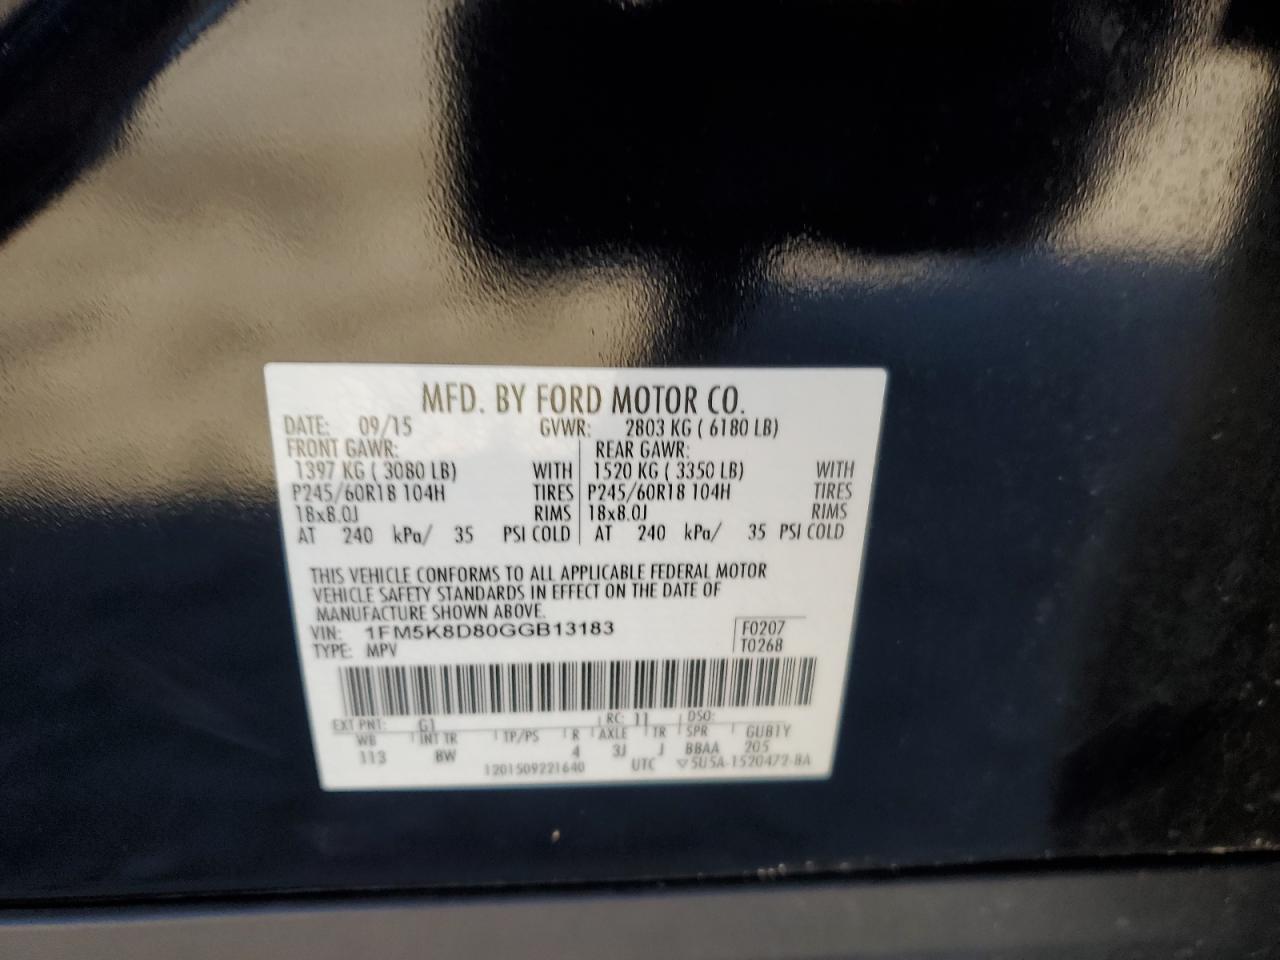 MFD. BY FORD MOTOR CO.
DATE: 09/15 GVWR: 2803 KG ( 6180 LB)
FRONT GAWR: REAR GAWR:
1397 KG ( 3080 LB) WITH 1520 KG ( 3350 LB) WITH
P245/60R18 104H TIRES P245/60R18 104H TIRES
18x8.0J RIMS 18x8.0J RIMS
AT 240 kPa/ 35 PSI COLD AT 240 kPa/ 35 PSI COLD
THIS VEHICLE CONFORMS TO ALL APPLICABLE FEDERAL MOTOR
VEHICLE SAFETY STANDARDS IN EFFECT ON THE DATE OF
MANUFACTURE SHOWN ABOVE.
VIN: 1FM5K8D80GGB13183 F0207
TYPE: MPV T0268
EXT PNT: G1 RC: 11 DSO:
WB INT TR TP/PS R AXLE TR SPR GUB1Y
113 BW 4 3J J BBAA 205
1201509221640 UTC ▽5U5A-1520472-BA